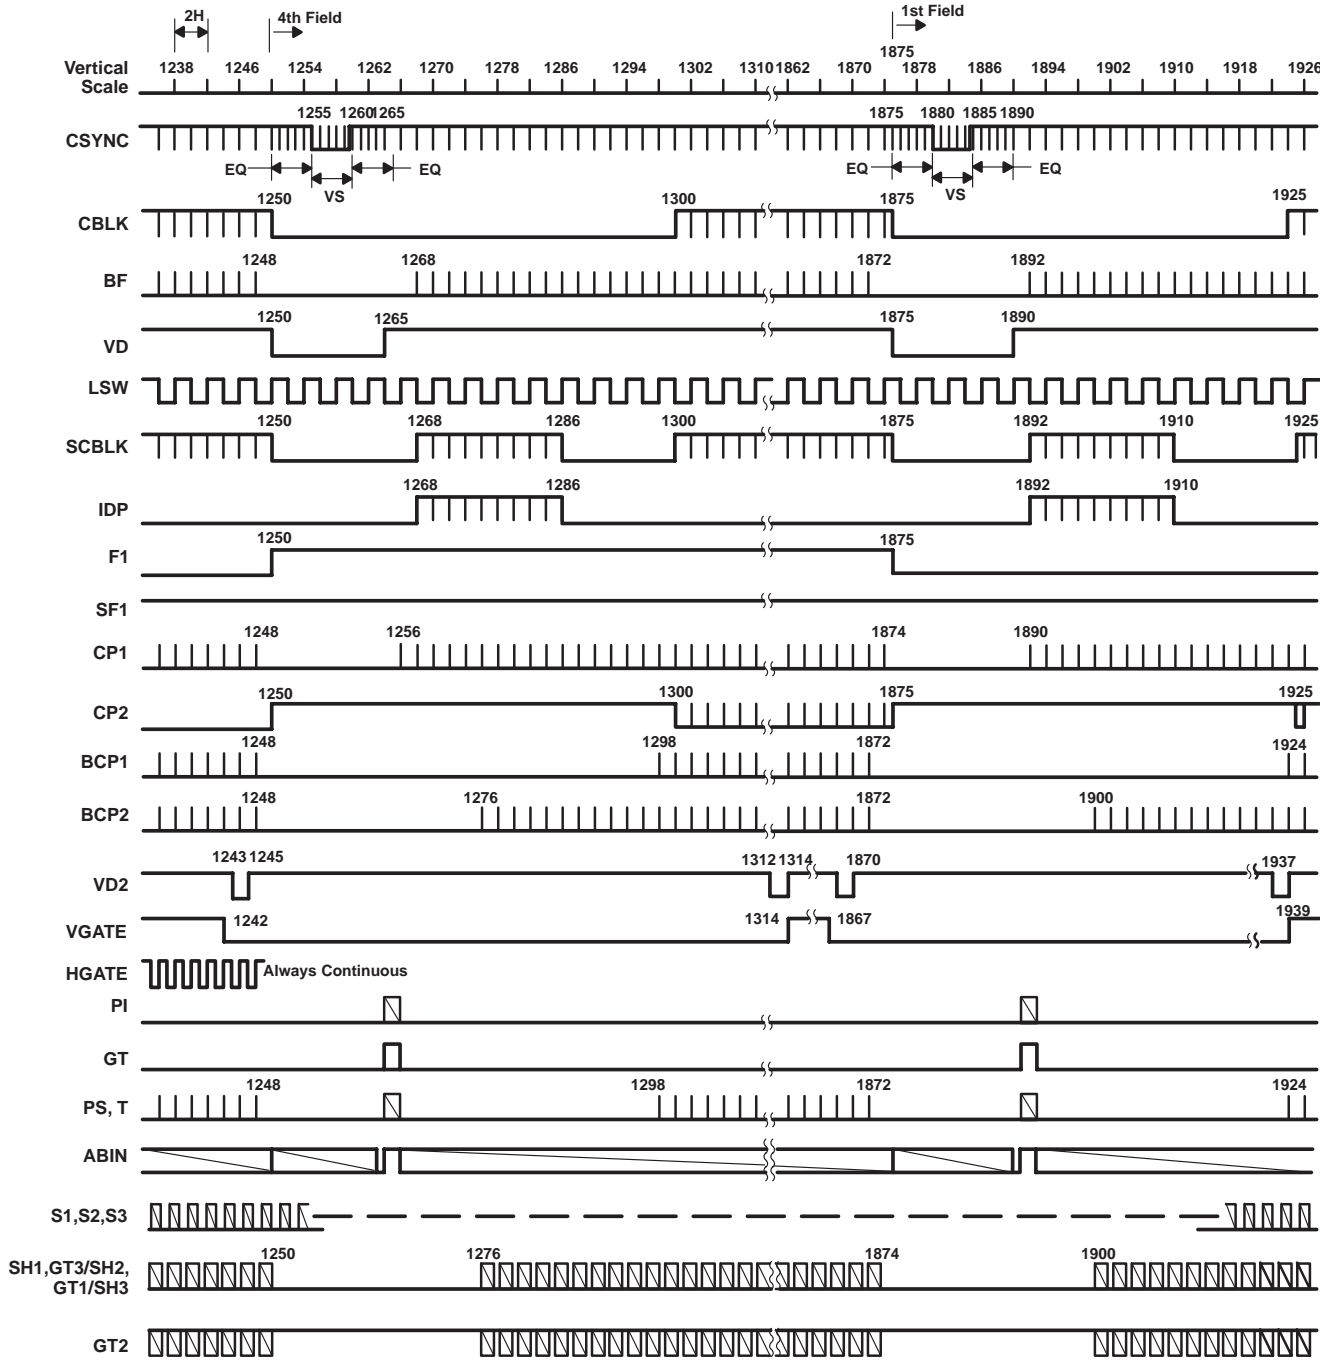 2H
4th Field
1st Field
1875
Vertical
Scale
1238 1246 1254 1262 1270 1278 1286 1294 1302 1310 1862 1870 1878 1886 1894 1902 1910 1918 1926
CSYNC
1255 1260 1265 1875 1880 1885 1890
EQ EQ EQ EQ
VS VS
CBLK
1250 1300 1875 1925
BF
1248 1268 1872 1892
VD
1250 1265 1875 1890
LSW
SCBLK
1250 1268 1286 1300 1875 1892 1910 1925
IDP
1268 1286 1892 1910
F1
1250 1875
SF1
CP1
1248 1256 1874 1890
CP2
1250 1300 1875 1925
BCP1
1248 1298 1872 1924
BCP2
1248 1276 1872 1900
VD2
1243 1245 1312 1314 1870 1937
VGATE
1242 1314 1867 1939
HGATE
Always Continuous
PI
GT
PS, T
1248 1298 1872 1924
ABIN
S1,S2,S3
SH1,GT3/SH2,
GT1/SH3
1250 1276 1874 1900
GT2